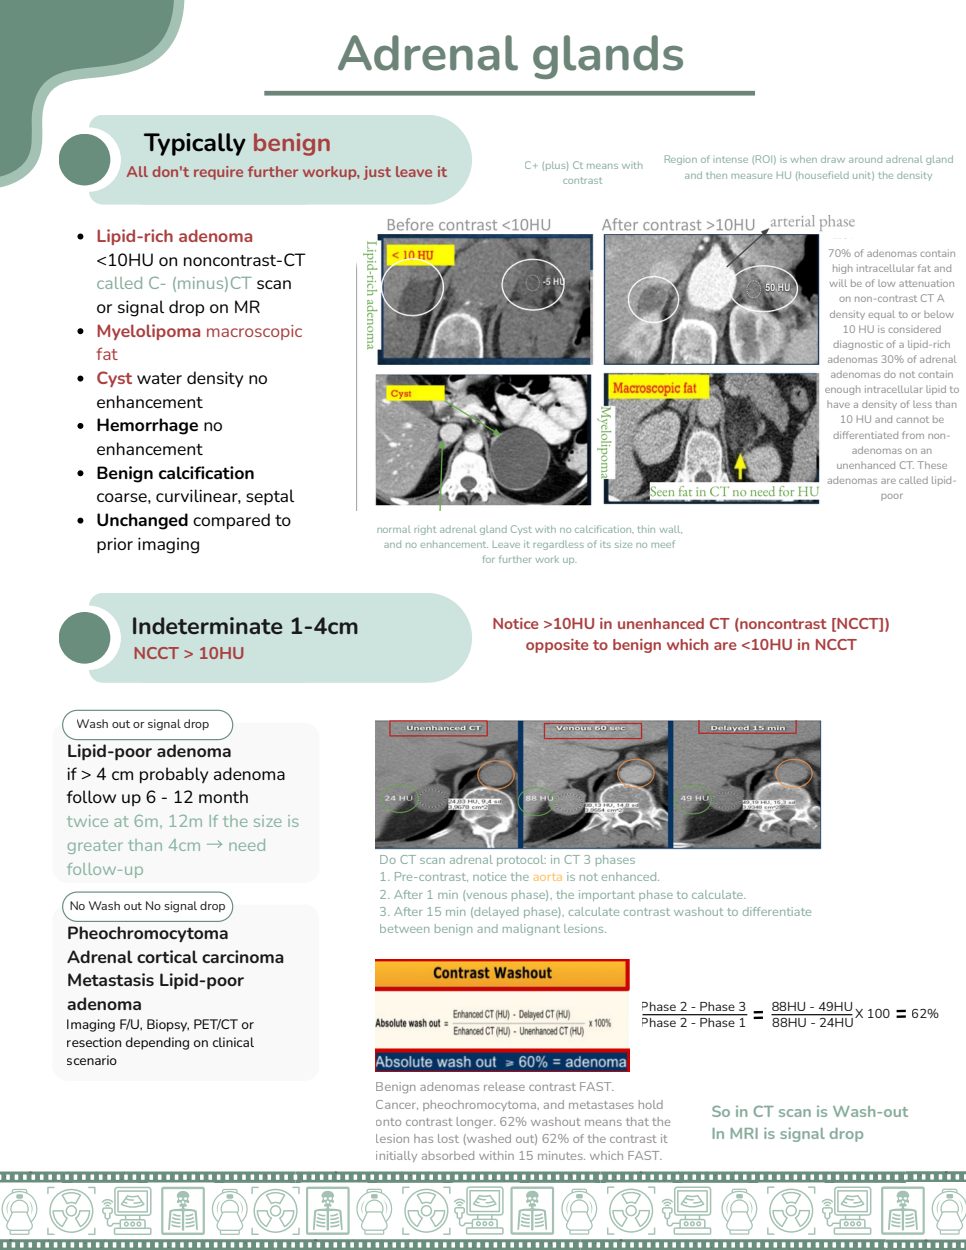 Adrenal glands
Typically benign
All don't require further workup, just leave it
C+ (plus) Ct means with
contrast
Region of intense (ROI) is when draw around adrenal gland
and then measure HU (housefield unit) the density
Lipid-rich adenoma
<10HU on noncontrast-CT
called C- (minus)CT scan
or signal drop on MR
Myelolipoma macroscopic
fat
Cyst water density no
enhancement
Hemorrhage no
enhancement
Benign calcification
coarse, curvilinear, septal
Unchanged compared to
prior imaging
Before contrast <10HU
After contrast >10HU
arterial phase
Lipid-rich adenoma
< 10 HU
-5 HU
50 HU
Cyst
Myelolipoma
Macroscopic fat
Seen fat in CT no need for HU
70% of adenomas contain
high intracellular fat and
will be of low attenuation
on non-contrast CT A
density equal to or below
10 HU is considered
diagnostic of a lipid-rich
adenomas 30% of adrenal
adenomas do not contain
enough intracellular lipid to
have a density of less than
10 HU and cannot be
differentiated from non-
adenomas on an
unenhanced CT. These
adenomas are called lipid-
poor
normal right adrenal gland Cyst with no calcification, thin wall,
and no enhancement. Leave it regardless of its size no meef
for further work up.
Indeterminate 1-4cm
NCCT > 10HU
Notice >10HU in unenhanced CT (noncontrast [NCCT])
opposite to benign which are <10HU in NCCT
Wash out or signal drop
Lipid-poor adenoma
if > 4 cm probably adenoma
follow up 6 - 12 month
twice at 6m, 12m If the size is
greater than 4cm → need
follow-up
No Wash out No signal drop
Pheochromocytoma
Adrenal cortical carcinoma
Metastasis Lipid-poor
adenoma
Imaging F/U, Biopsy, PET/CT or
resection depending on clinical
scenario
Unenhanced CT
Venous 60 sec
Delayed 15 min
24 HU
88 HU
49 HU
Do CT scan adrenal protocol: in CT 3 phases
1. Pre-contrast, notice the aorta is not enhanced.
2. After 1 min (venous phase), the important phase to calculate.
3. After 15 min (delayed phase), calculate contrast washout to differentiate
between benign and malignant lesions.
Contrast Washout
Enhanced CT (HU) - Delayed CT (HU)
Absolute wash out = x 100%
Enhanced CT (HU) - Unenhanced CT (HU)
Absolute wash out ≥ 60% = adenoma
Phase 2 - Phase 3 88HU - 49HU
= X 100 = 62%
Phase 2 - Phase 1 88HU - 24HU
Benign adenomas release contrast FAST.
Cancer, pheochromocytoma, and metastases hold
onto contrast longer. 62% washout means that the
lesion has lost (washed out) 62% of the contrast it
initially absorbed within 15 minutes. which FAST.
So in CT scan is Wash-out
In MRI is signal drop